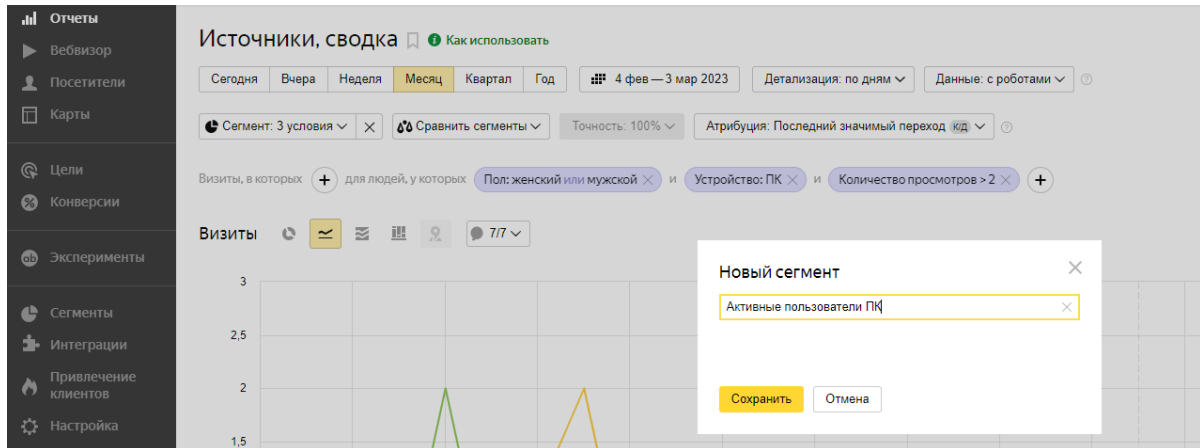 Отчеты
Вебвизор
Посетители
Карты
Цели
Конверсии
Эксперименты
Сегменты
Интеграции
Привлечение
клиентов
Настройка
Источники, сводка Как использовать
Сегодня Вчера Неделя Месяц Квартал Год 4 фев — 3 мар 2023 Детализация: по дням Данные: с роботами
Сегмент: 3 условия Сравнить сегменты Точность: 100% Атрибуция: Последний значимый переход к/д
Визиты, в которых + для людей, у которых Пол: женский или мужской и Устройство: ПК и Количество просмотров > 2 +
Визиты 7/7
3
2,5
2
1,5
Новый сегмент
Активные пользователи ПК
Сохранить Отмена